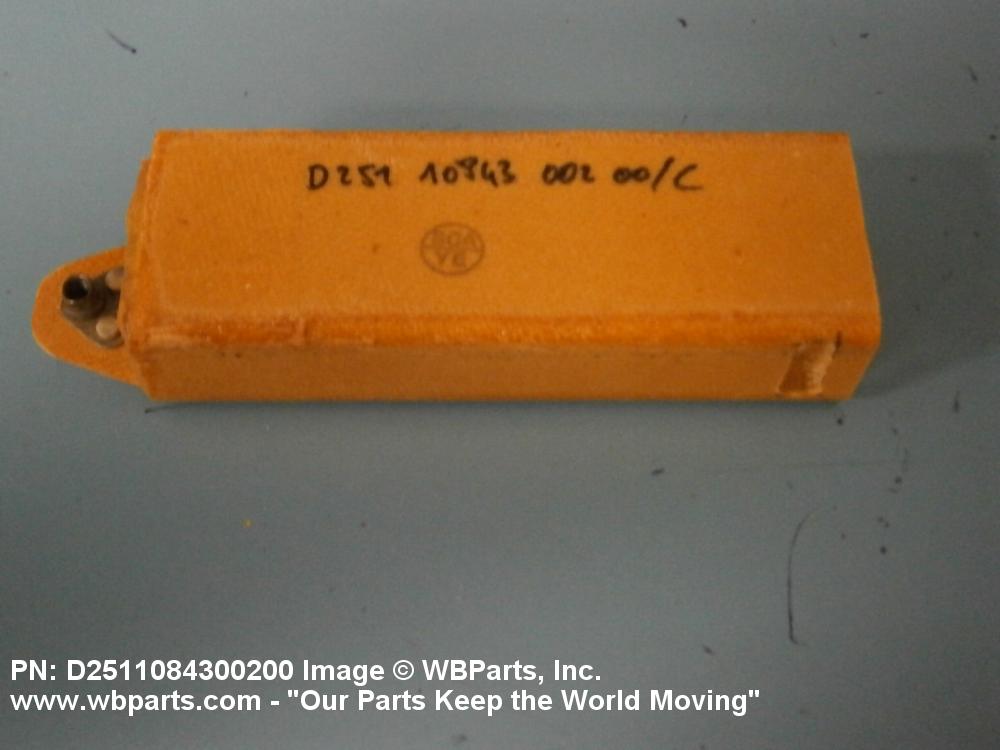 D251 10843 002 00/C
PN: D2511084300200 Image © WBParts, Inc.
www.wbparts.com - "Our Parts Keep the World Moving"